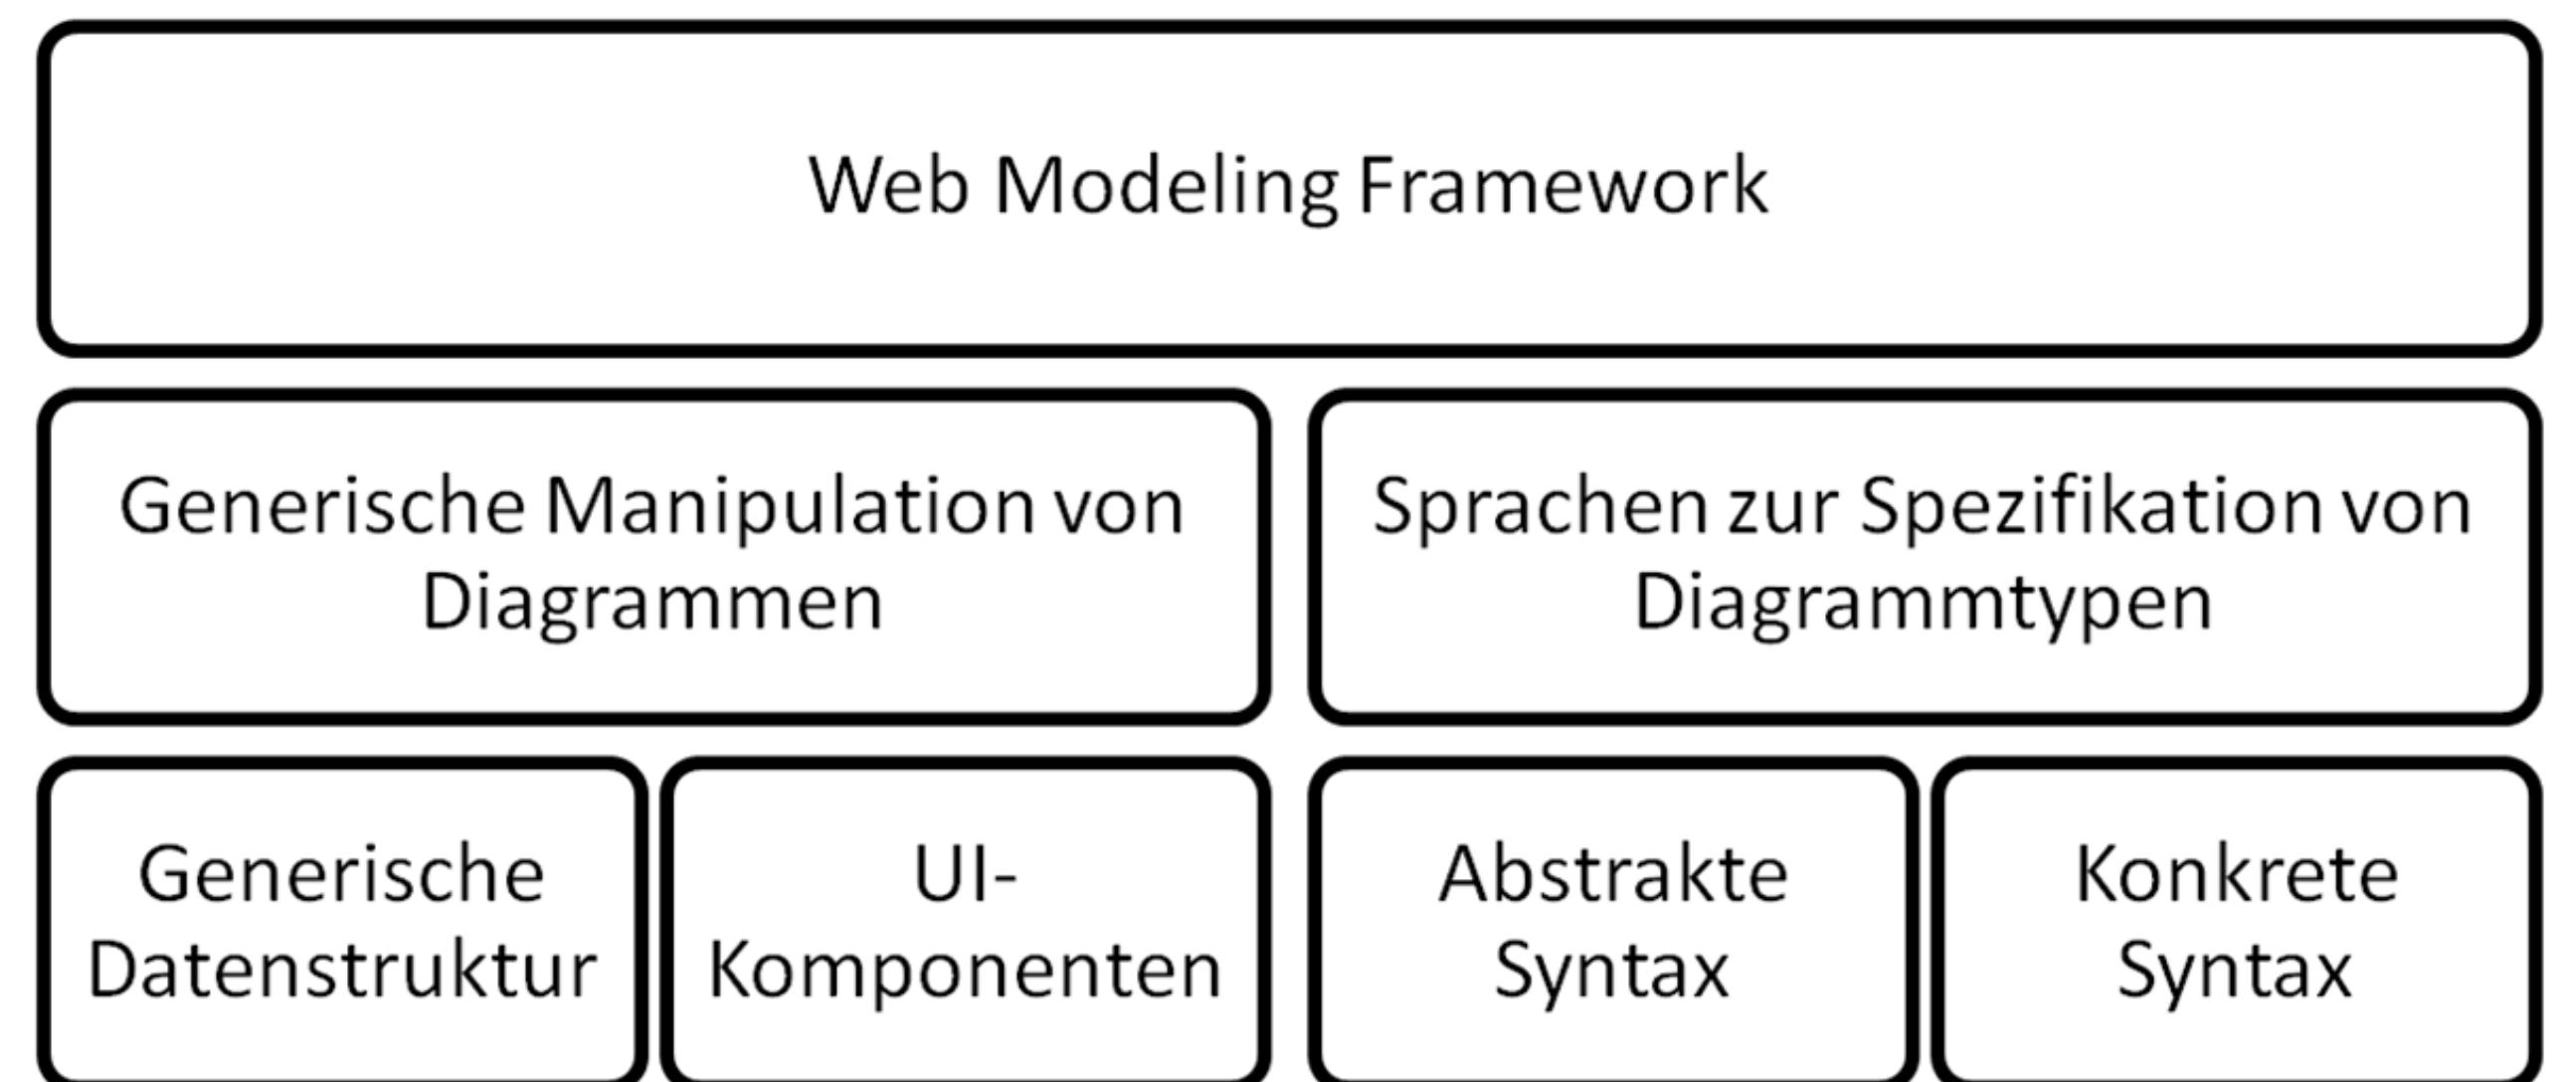 Web Modeling Framework
Generische Manipulation von
Diagrammen
Sprachen zur Spezifikation von
Diagrammtypen
Generische
Datenstruktur
UI-
Komponenten
Abstrakte
Syntax
Konkrete
Syntax